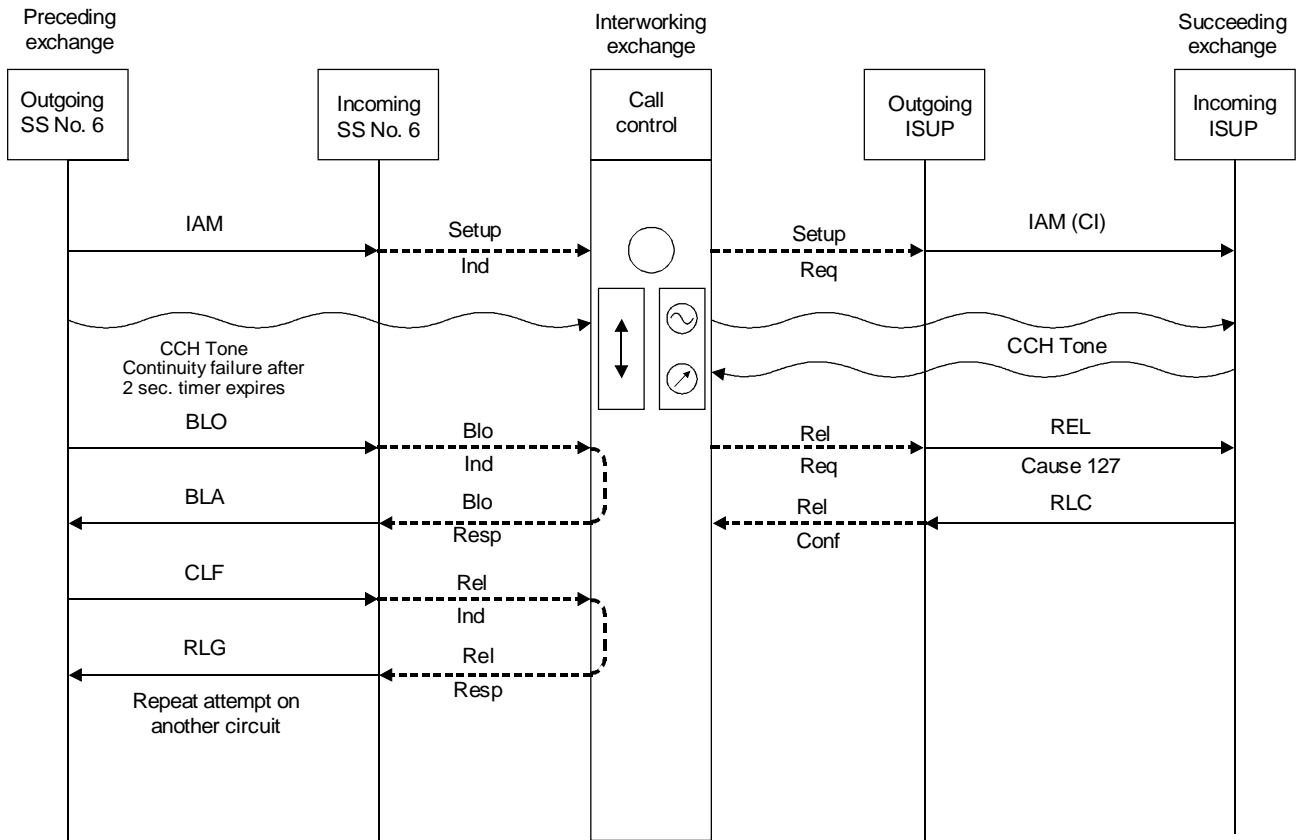 Preceding
exchange
Interworking
exchange
Succeeding
exchange
Outgoing
SS No. 6
Incoming
SS No. 6
Call
control
Outgoing
ISUP
Incoming
ISUP
IAM
Setup
Ind
Setup
Req
IAM (CI)
CCH Tone
Continuity failure after
2 sec. timer expires
CCH Tone
BLO
Blo
Ind
Rel
Req
REL
Cause 127
BLA
Blo
Resp
Rel
Conf
RLC
CLF
Rel
Ind
RLG
Rel
Resp
Repeat attempt on
another circuit